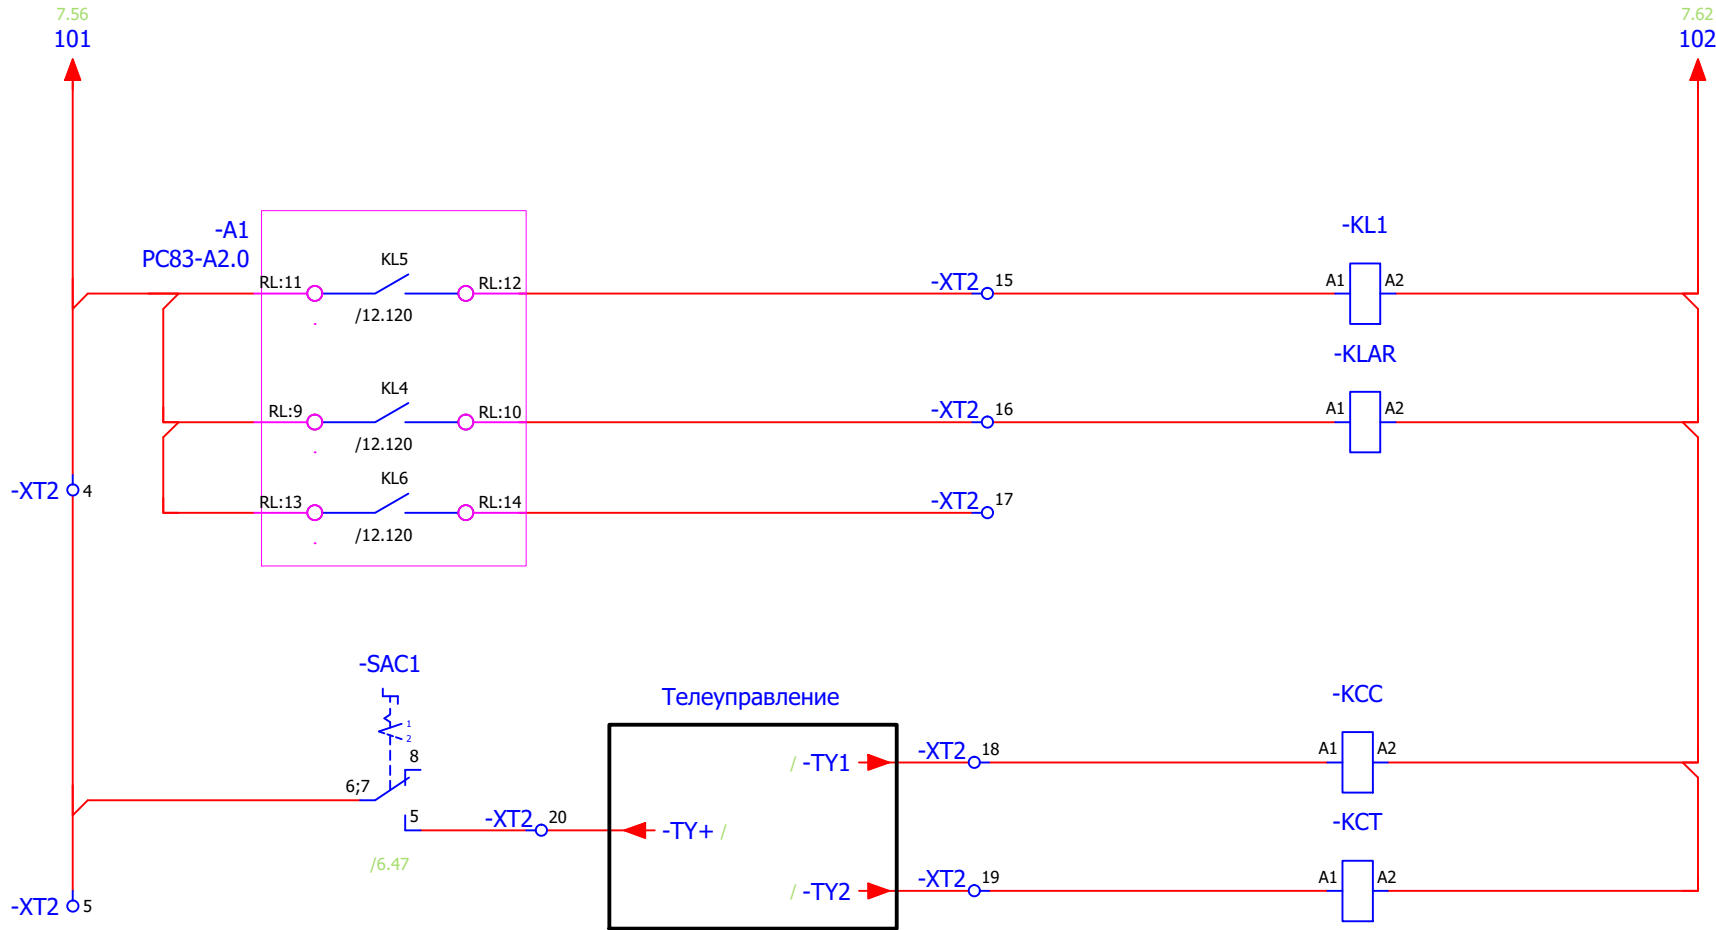 7.56
7.62
101
102
-A1
PC83-A2.0
KL5
RL:11
RL:12
/12.120
-XT2
15
-KL1
A1
A2
-KLAR
KL4
RL:9
RL:10
/12.120
-XT2
16
A1
A2
KL6
-XT2
4
RL:13
RL:14
/12.120
-XT2
17
-SAC1
1
2
8
6;7
5
/6.47
-XT2
20
Телеуправление
/ -TY1
-TY+ /
/ -TY2
-XT2
18
-KCC
A1
A2
-KCT
-XT2
19
A1
A2
-XT2
5